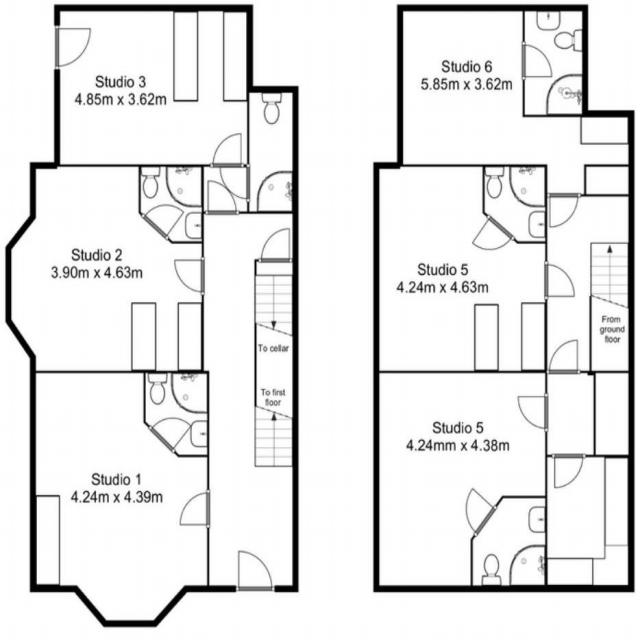 Studio 3
4.85m x 3.62m
Studio 2
3.90m x 4.63m
To cellar
To first
floor
Studio 1
4.24m x 4.39m
Studio 6
5.85m x 3.62m
Studio 5
4.24m x 4.63m
From
ground
floor
Studio 5
4.24mm x 4.38m